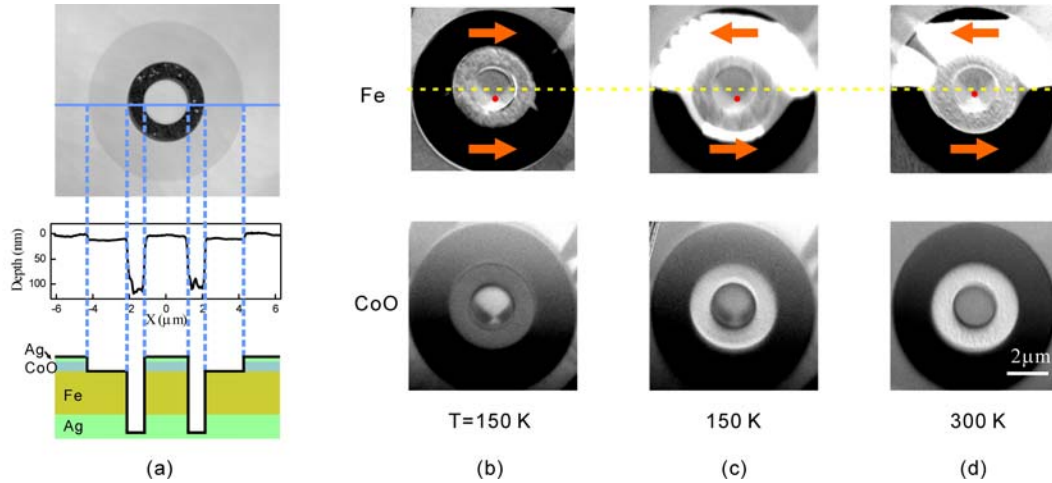 Fe
0
50
100
Depth (nm)
-6
-4
-2
0
2
4
6
X (μm)
CoO
2μm
Ag
CoO
Fe
Ag
T=150 K
150 K
300 K
(a)
(b)
(c)
(d)